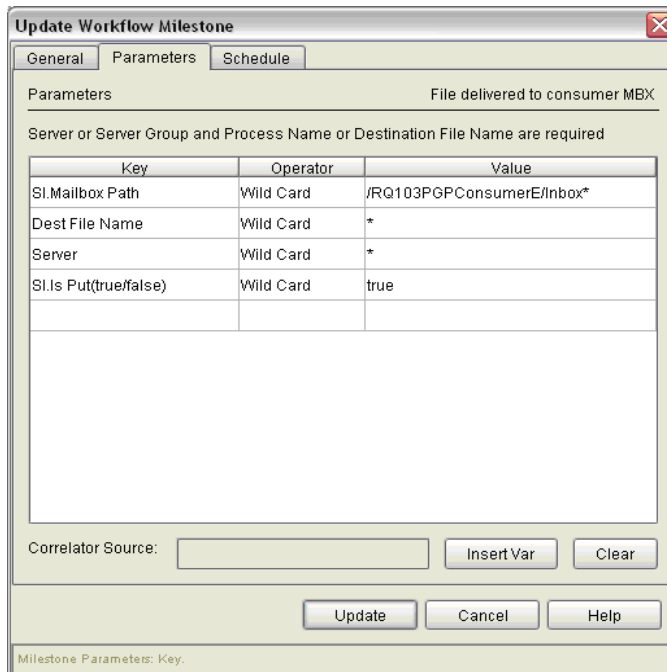 Update Workflow Milestone
General Parameters Schedule
Parameters File delivered to consumer MBX
Server or Server Group and Process Name or Destination File Name are required
Key Operator Value
SI.Mailbox Path Wild Card /RQ103PGPConsumerE/Inbox*
Dest File Name Wild Card *
Server Wild Card *
SI.Is Put(true/false) Wild Card true
Correlator Source: Insert Var Clear
Update Cancel Help
Milestone Parameters: Key.